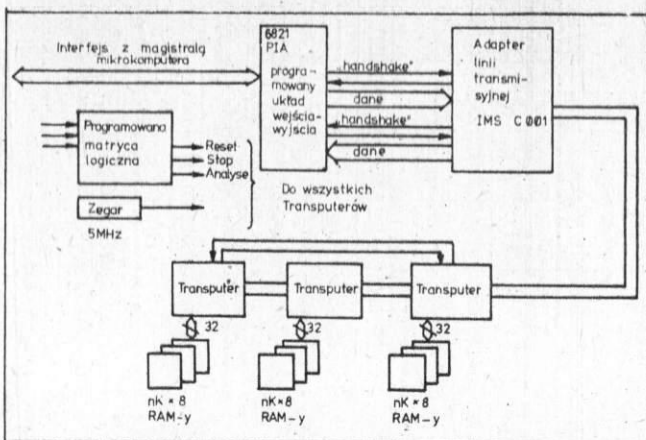 Interfejs z magistralą
mikrokomputera
6821
PIA
progra-
mowany
układ
wejścia-
wyjscia
handshake"
dane
handshake"
dane
Adapter
linii
transmi-
syjnej
IMS C 001
Programowana
matryca
logiczna
Reset
Stop
Analyse
Do wszystkich
Transputerów
Zegar
5MHz
Transputer
Transputer
Transputer
32
32
32
nK × 8
RAM-y
nK × 8
RAM-y
nK × 8
RAM-y